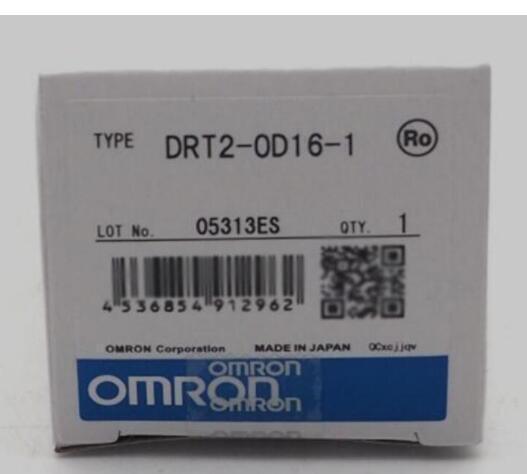 TYPE DRT2-OD16-1 Ro
LOT No. 05313ES QTY. 1
4 536854 912962
OMRON Corporation MADE IN JAPAN QCxcjjqv
OMRON
OMRON
OMRON